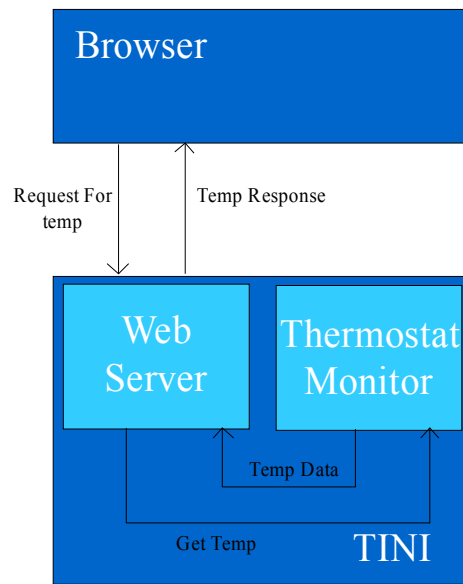 Browser
Request For
temp
Temp Response
Web
Server
Thermostat
Monitor
Temp Data
Get Temp
TINI